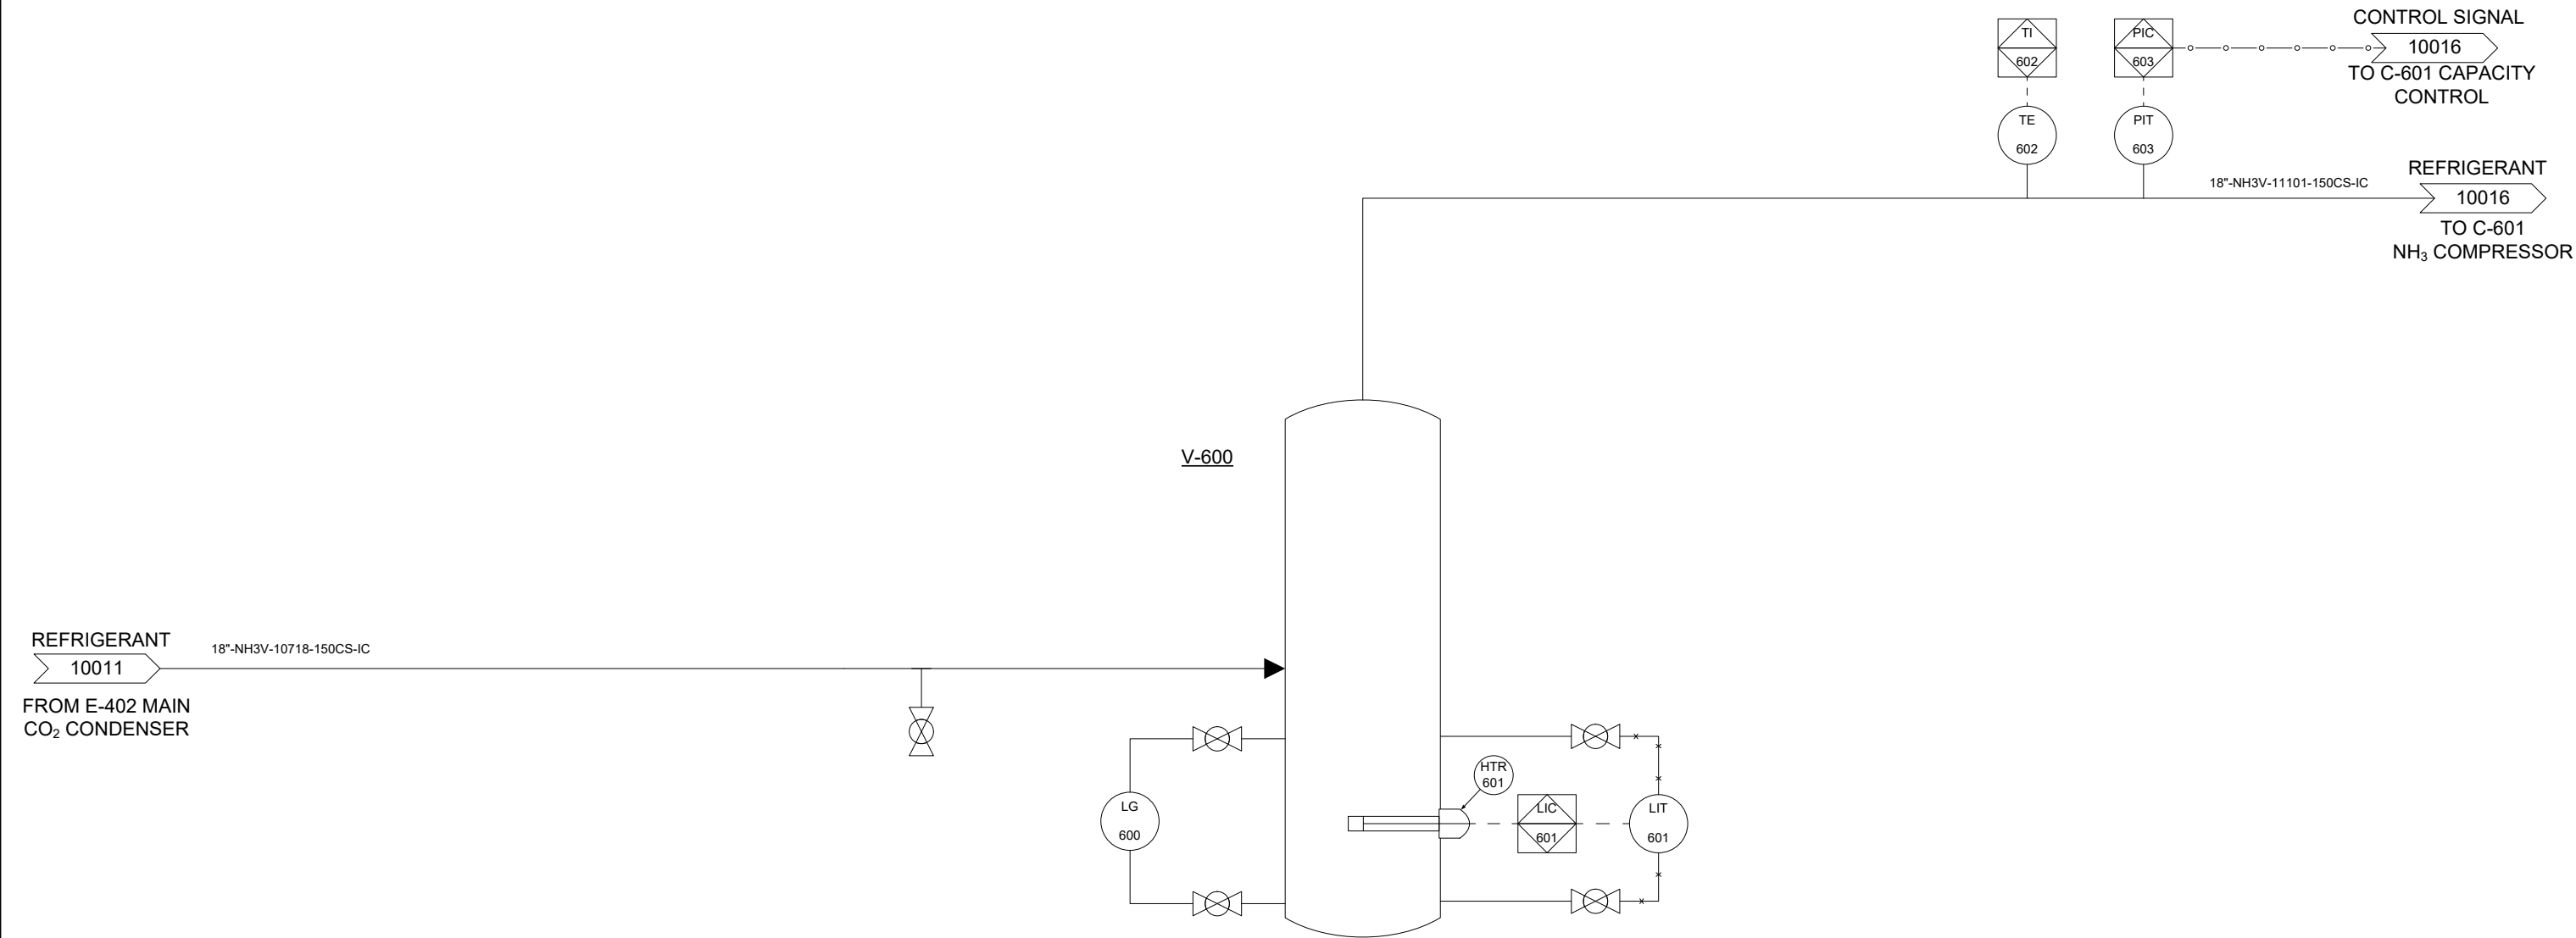 CONTROL SIGNAL
10016
TO C-601 CAPACITY
CONTROL
TI
602
PIC
603
TE
602
PIT
603
18"-NH3V-11101-150CS-IC
REFRIGERANT
10016
TO C-601
NH₃ COMPRESSOR
V-600
REFRIGERANT
10011
18"-NH3V-10718-150CS-IC
FROM E-402 MAIN
CO₂ CONDENSER
LG
600
HTR
601
LIC
601
LIT
601